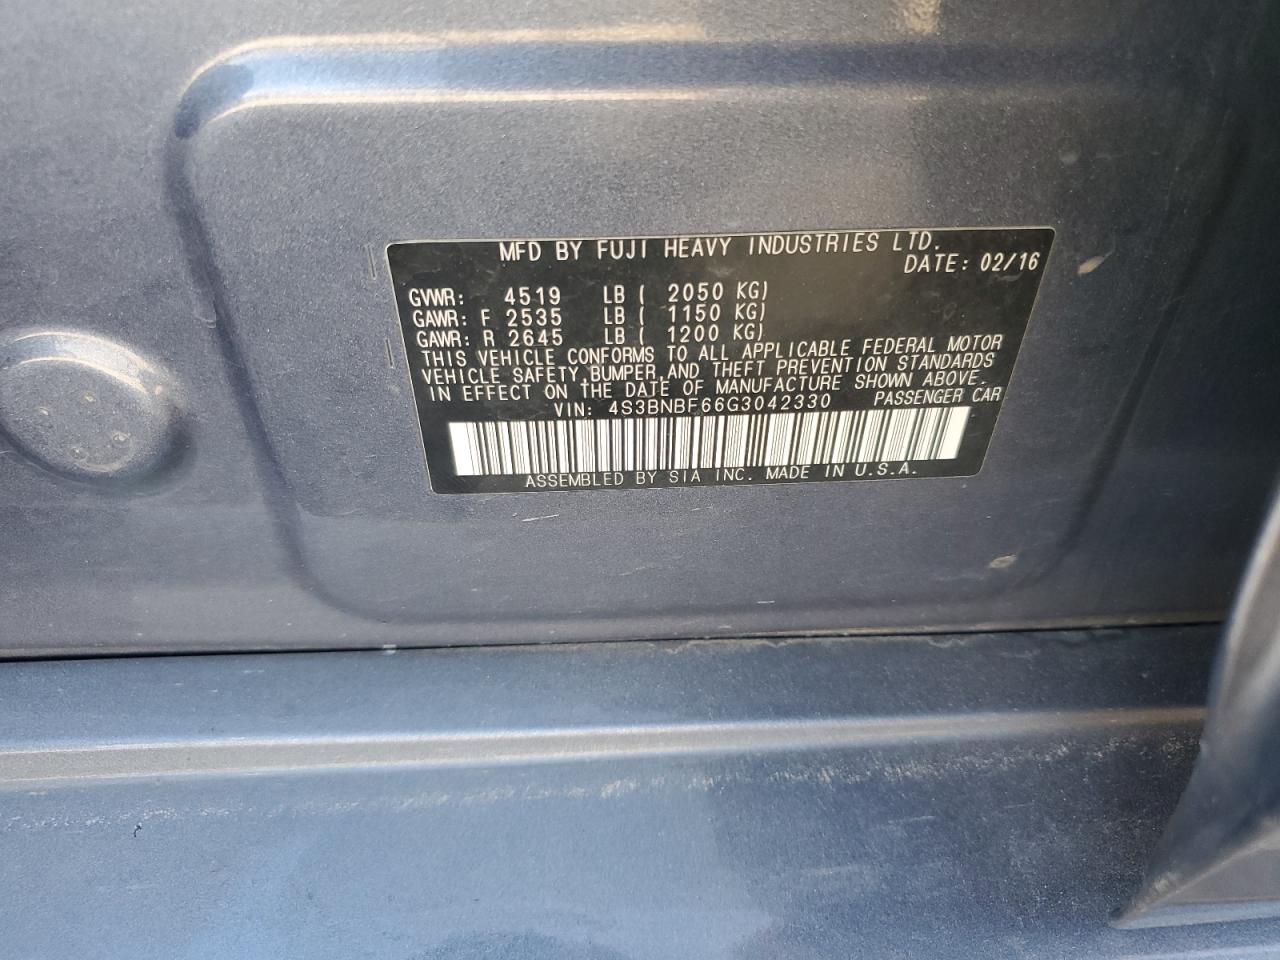 MFD BY FUJI HEAVY INDUSTRIES LTD.
DATE: 02/16
GVWR: 4519 LB ( 2050 KG)
GAWR: F 2535 LB ( 1150 KG)
GAWR: R 2645 LB ( 1200 KG)
THIS VEHICLE CONFORMS TO ALL APPLICABLE FEDERAL MOTOR
VEHICLE SAFETY,BUMPER,AND THEFT PREVENTION STANDARDS
IN EFFECT ON THE DATE OF MANUFACTURE SHOWN ABOVE.
VIN: 4S3BNBF66G3042330 PASSENGER CAR
ASSEMBLED BY SIA INC. MADE IN U.S.A.